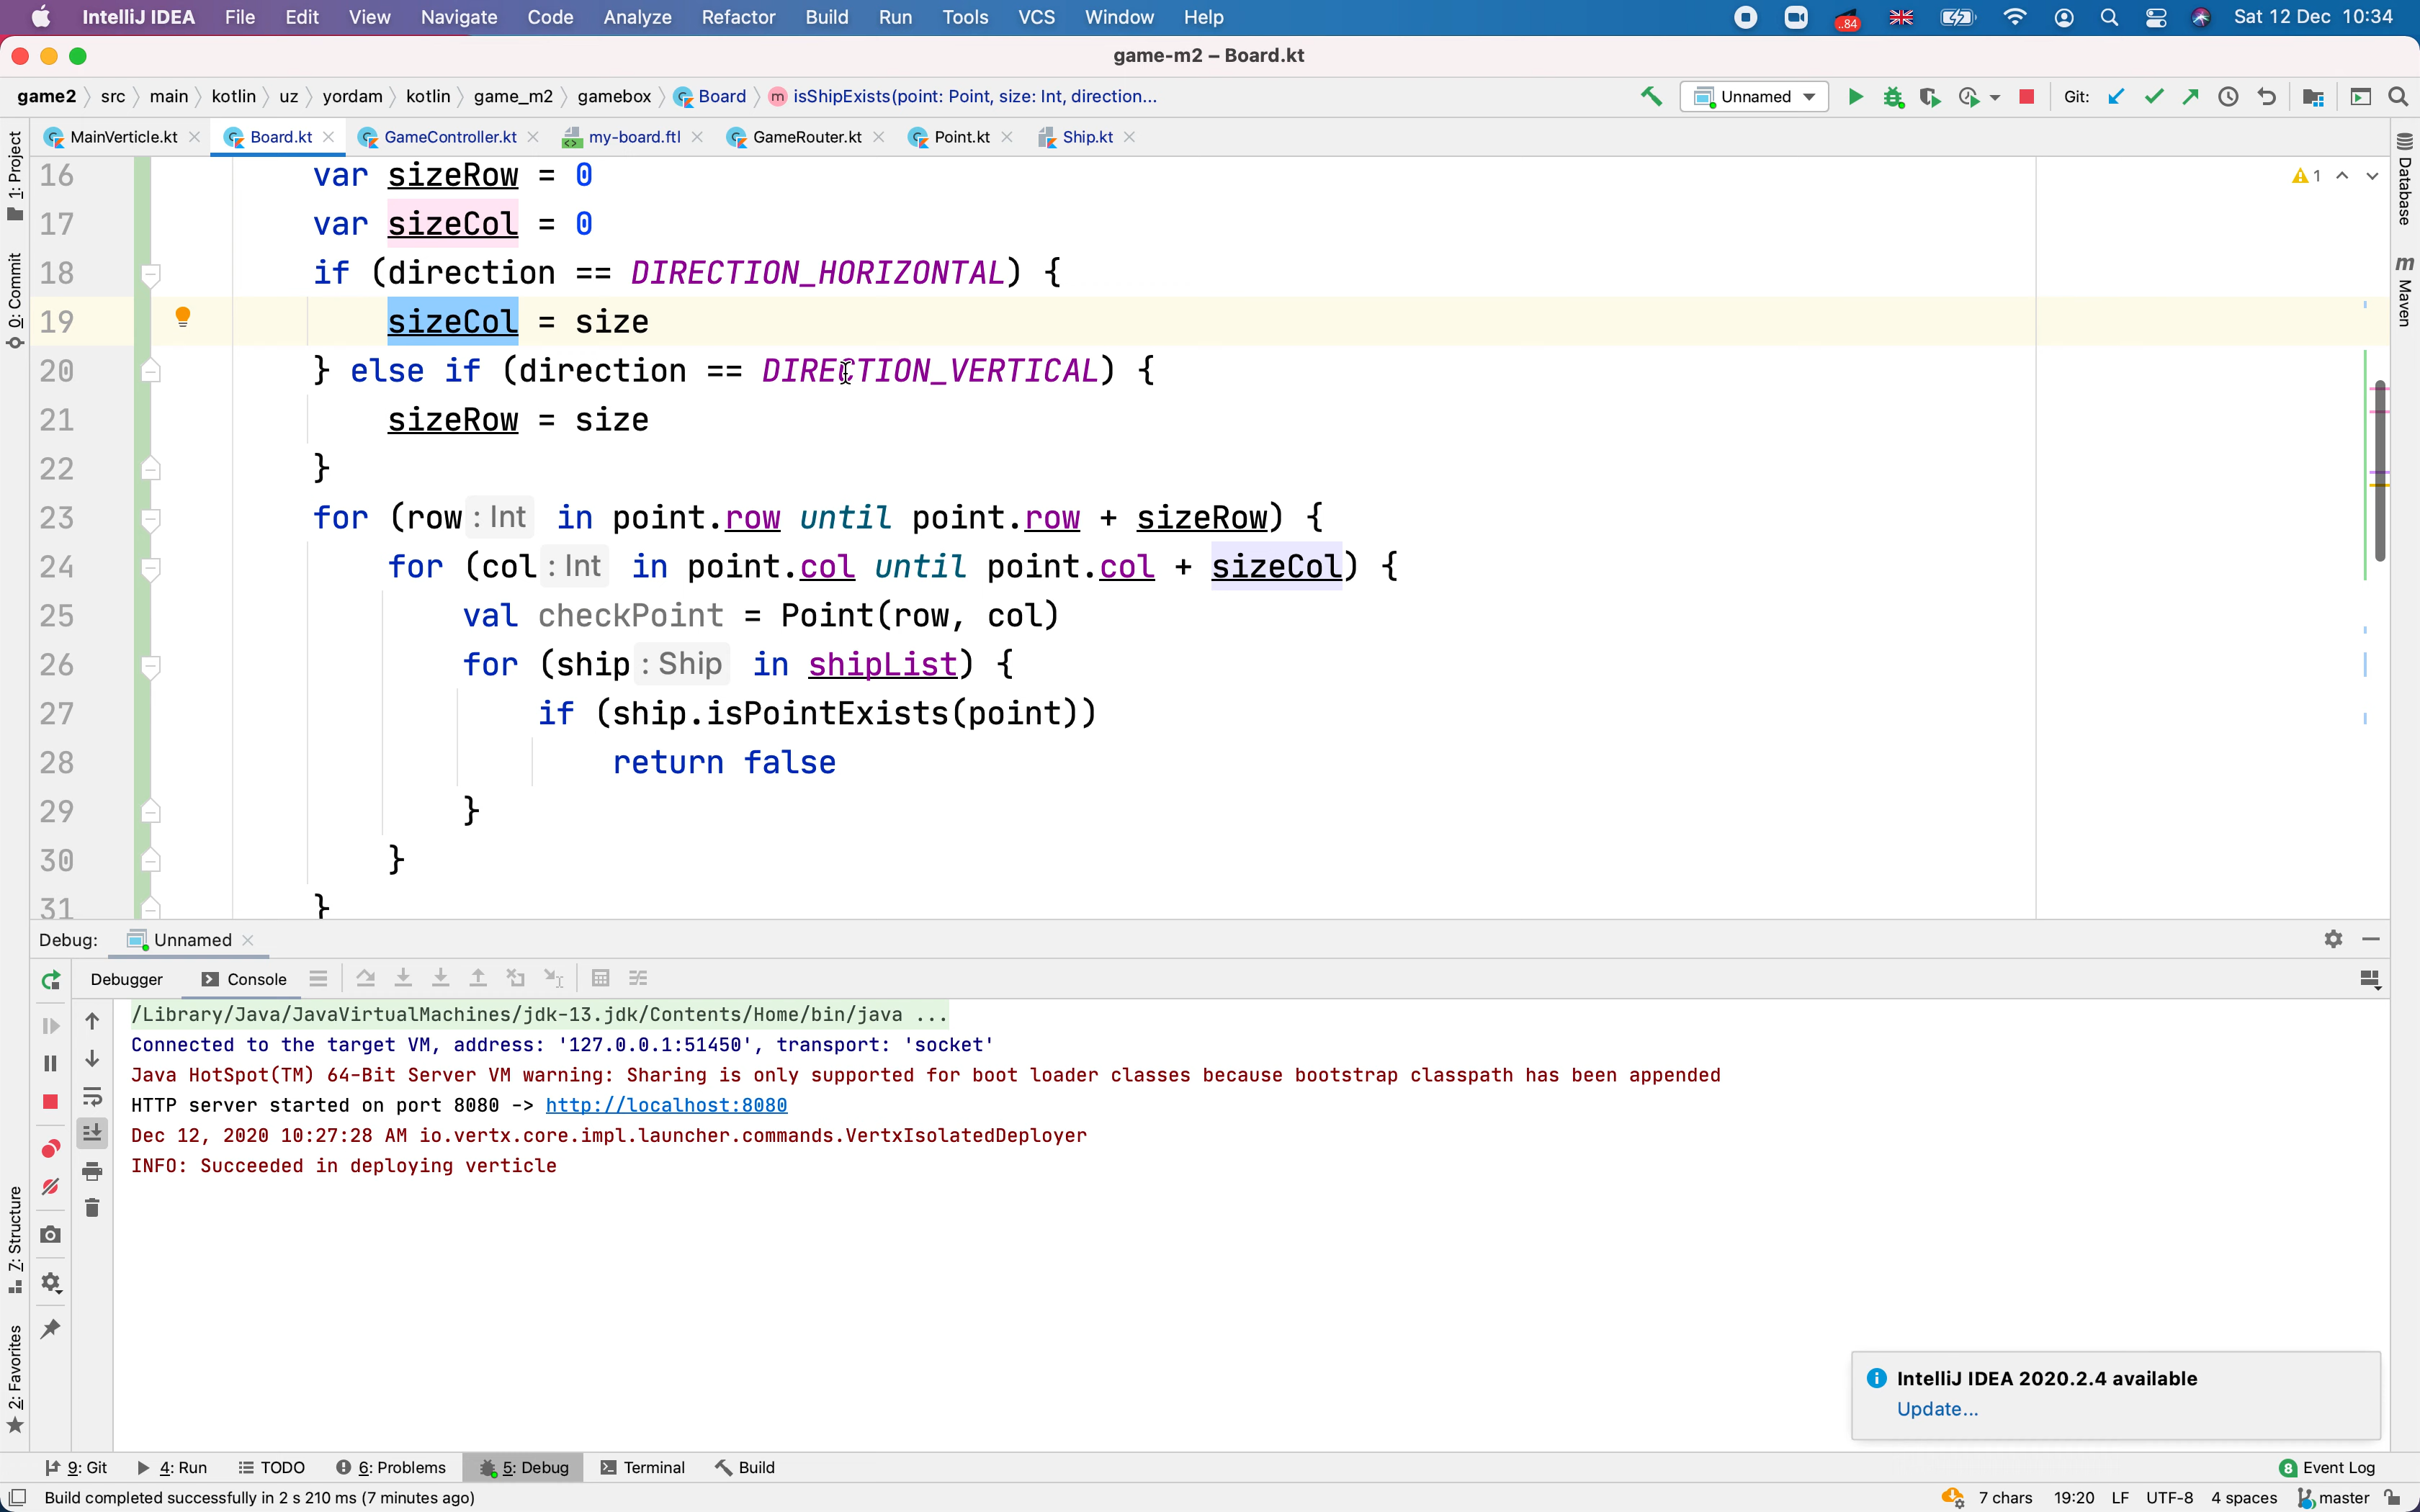 IntelliJ IDEA File Edit View Navigate Code Analyze Refactor Build Run Tools VCS Window Help ..84 Sat 12 Dec 10:34
game-m2 – Board.kt
game2 src main kotlin uz yordam kotlin game_m2 gamebox Board m isShipExists(point: Point, size: Int, direction... Unnamed Git:
MainVerticle.kt Board.kt GameController.kt my-board.ftl GameRouter.kt Point.kt Ship.kt
1: Project
0: Commit
7: Structure
2: Favorites
Database
m Maven
1
16 var sizeRow = 0
17 var sizeCol = 0
18 if (direction == DIRECTION_HORIZONTAL) {
19 sizeCol = size
20 } else if (direction == DIRECTION_VERTICAL) {
21 sizeRow = size
22 }
23 for (row : Int in point.row until point.row + sizeRow) {
24 for (col : Int in point.col until point.col + sizeCol) {
25 val checkPoint = Point(row, col)
26 for (ship : Ship in shipList) {
27 if (ship.isPointExists(point))
28 return false
29 }
30 }
31 }
Debug: Unnamed
Debugger Console
/Library/Java/JavaVirtualMachines/jdk-13.jdk/Contents/Home/bin/java ...
Connected to the target VM, address: '127.0.0.1:51450', transport: 'socket'
Java HotSpot(TM) 64-Bit Server VM warning: Sharing is only supported for boot loader classes because bootstrap classpath has been appended
HTTP server started on port 8080 -> http://localhost:8080
Dec 12, 2020 10:27:28 AM io.vertx.core.impl.launcher.commands.VertxIsolatedDeployer
INFO: Succeeded in deploying verticle
IntelliJ IDEA 2020.2.4 available
Update...
9: Git 4: Run TODO 6: Problems 5: Debug Terminal Build 8 Event Log
Build completed successfully in 2 s 210 ms (7 minutes ago) 7 chars 19:20 LF UTF-8 4 spaces master